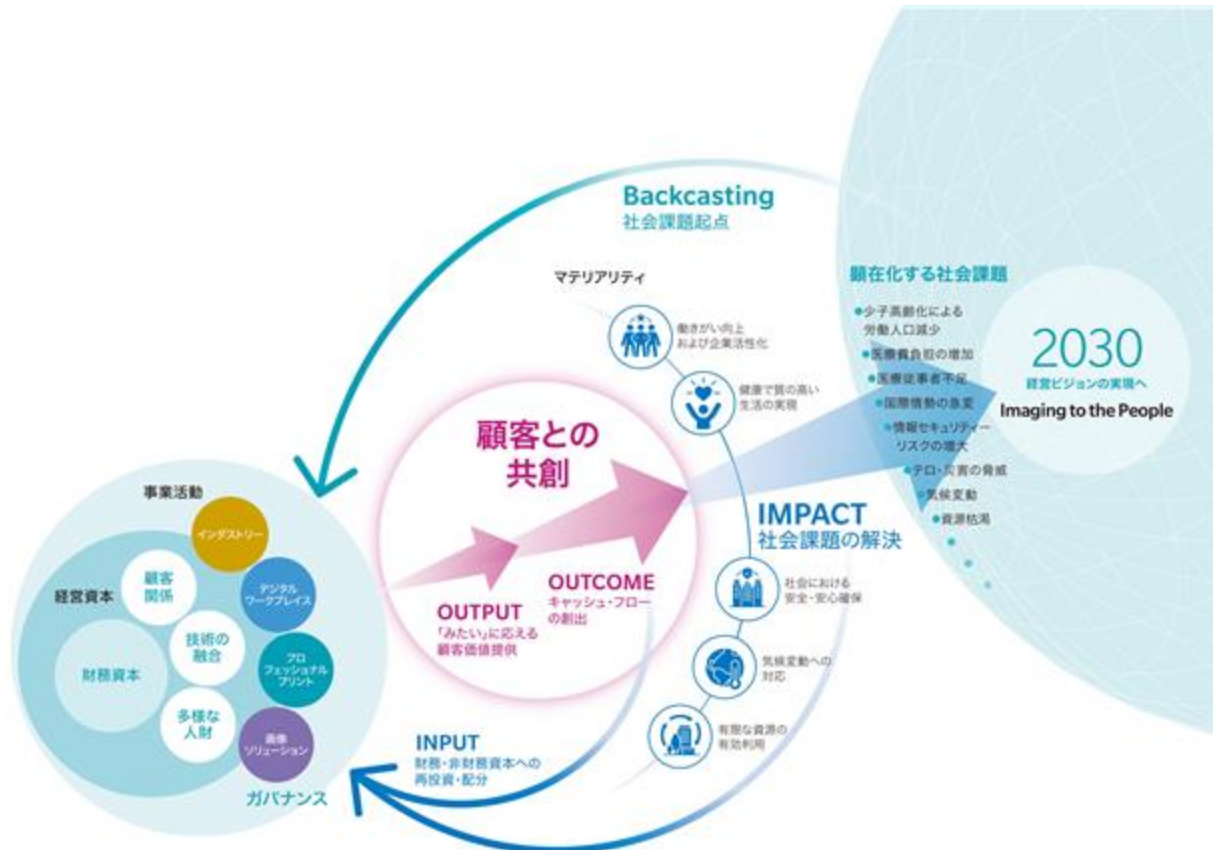 Backcasting
社会課題起点
マテリアリティ
働きがい向上
および企業活性化
健康で質の高い
生活の実現
顕在化する社会課題
●少子高齢化による
労働人口減少
●医療費負担の増加
●医療従事者不足
●国際情勢の急変
●情報セキュリティー
リスクの増大
●テロ・災害の脅威
●気候変動
●資源枯渇
2030
経営ビジョンの実現へ
Imaging to the People
顧客との
共創
OUTPUT
「みたい」に応える
顧客価値提供
OUTCOME
キャッシュ・フロー
の創出
IMPACT
社会課題の解決
社会における
安全・安心確保
気候変動への
対応
有限な資源の
有効利用
事業活動
インダストリー
デジタル
ワークプレイス
プロ
フェッショナル
プリント
画像
ソリューション
経営資本
顧客
関係
技術の
融合
財務資本
多様な
人財
ガバナンス
INPUT
財務・非財務資本への
再投資・配分